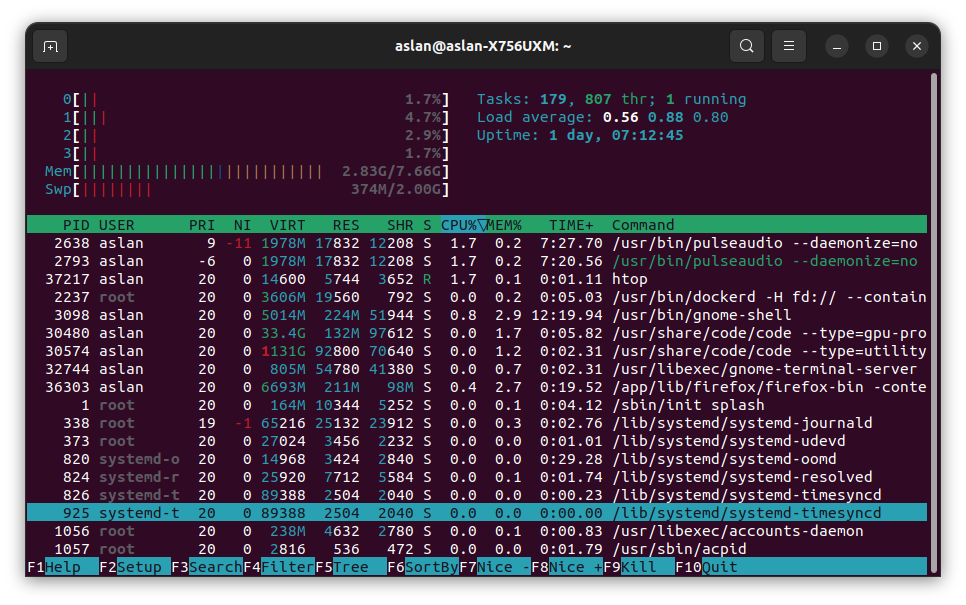 aslan@aslan-X756UXM: ~
0[|| 1.7%] Tasks: 179, 807 thr; 1 running
1[||| 4.7%] Load average: 0.56 0.88 0.80
2[|| 2.9%] Uptime: 1 day, 07:12:45
3[|| 1.7%]
Mem[||||||||||||||||||||||||||| 2.83G/7.66G]
Swp[|||||||| 374M/2.00G]
PID USER PRI NI VIRT RES SHR S CPU%▽MEM% TIME+ Command
2638 aslan 9 -11 1978M 17832 12208 S 1.7 0.2 7:27.70 /usr/bin/pulseaudio --daemonize=no
2793 aslan -6 0 1978M 17832 12208 S 1.7 0.2 7:20.56 /usr/bin/pulseaudio --daemonize=no
37217 aslan 20 0 14600 5744 3652 R 1.7 0.1 0:01.11 htop
2237 root 20 0 3606M 19560 792 S 0.0 0.2 0:05.03 /usr/bin/dockerd -H fd:// --contain
3098 aslan 20 0 5014M 224M 51944 S 0.8 2.9 12:19.94 /usr/bin/gnome-shell
30480 aslan 20 0 33.4G 132M 97612 S 0.0 1.7 0:05.82 /usr/share/code/code --type=gpu-pro
30574 aslan 20 0 1131G 92800 70640 S 0.0 1.2 0:02.31 /usr/share/code/code --type=utility
32744 aslan 20 0 805M 54780 41380 S 0.0 0.7 0:02.31 /usr/libexec/gnome-terminal-server
36303 aslan 20 0 6693M 211M 98M S 0.4 2.7 0:19.52 /app/lib/firefox/firefox-bin -conte
1 root 20 0 164M 10344 5252 S 0.0 0.1 0:04.12 /sbin/init splash
338 root 19 -1 65216 25132 23912 S 0.0 0.3 0:02.76 /lib/systemd/systemd-journald
373 root 20 0 27024 3456 2232 S 0.0 0.0 0:01.01 /lib/systemd/systemd-udevd
820 systemd-o 20 0 14968 3424 2840 S 0.0 0.0 0:29.28 /lib/systemd/systemd-oomd
824 systemd-r 20 0 25920 7712 5584 S 0.0 0.1 0:01.74 /lib/systemd/systemd-resolved
826 systemd-t 20 0 89388 2504 2040 S 0.0 0.0 0:00.23 /lib/systemd/systemd-timesyncd
925 systemd-t 20 0 89388 2504 2040 S 0.0 0.0 0:00.00 /lib/systemd/systemd-timesyncd
1056 root 20 0 238M 4632 2780 S 0.0 0.1 0:00.83 /usr/libexec/accounts-daemon
1057 root 20 0 2816 536 472 S 0.0 0.0 0:01.79 /usr/sbin/acpid
F1Help F2Setup F3SearchF4FilterF5Tree F6SortByF7Nice -F8Nice +F9Kill F10Quit